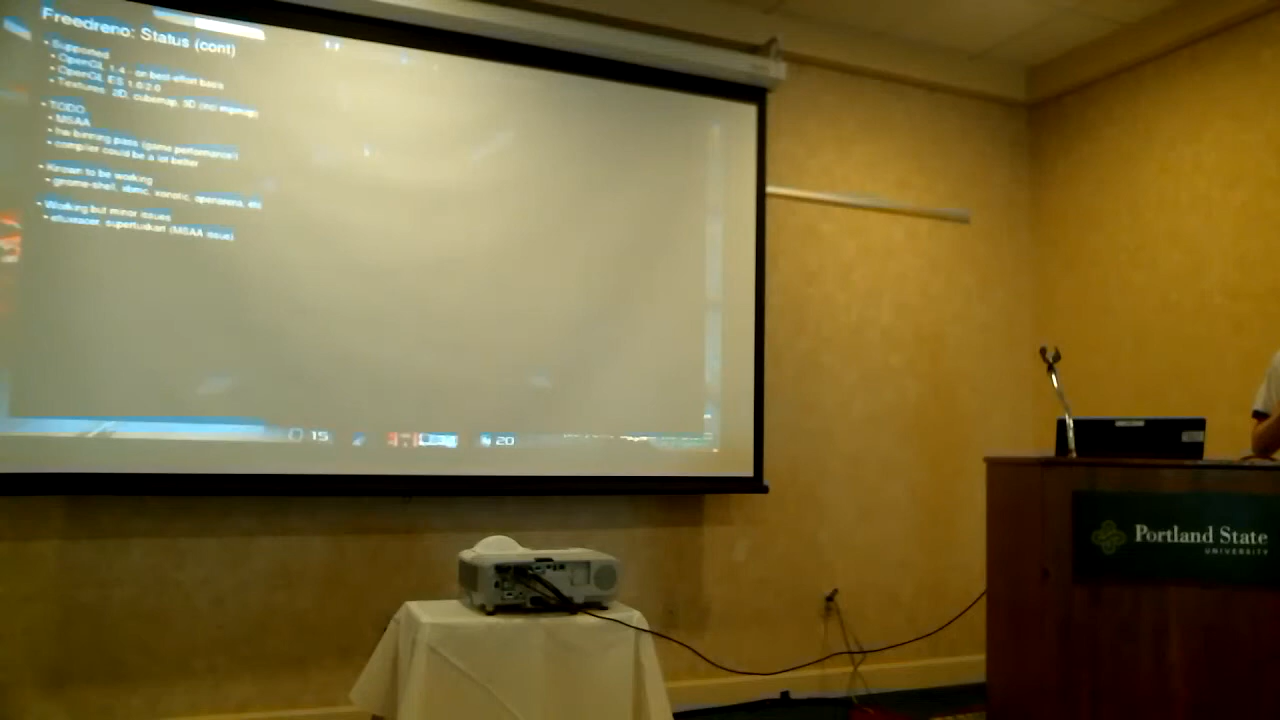 Freedreno: Status (cont)
• Supported
• OpenGL 1.4 - on best effort basis
• OpenGL ES 1.0/2.0
• Textures: 2D, cubemap, 3D (incl mipmap)
• TODO
• MSAA
• hw binning pass (game performance!)
• compiler could be a lot better
• Known to be working
• gnome-shell, xbmc, xonotic, openarena, etc
• Working but minor issues
• etuxracer, supertuxkart (MSAA issue)
15
20
Portland State
UNIVERSITY